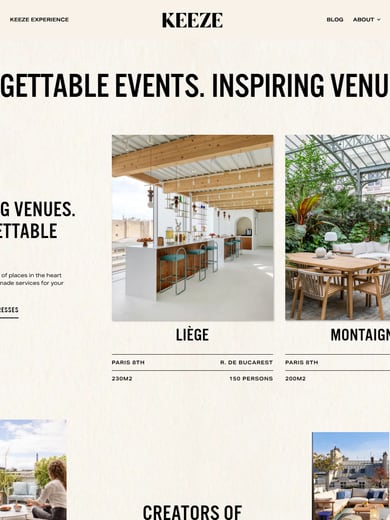 KEEZE EXPERIENCE
KEEZE
BLOG
ABOUT
GETTABLE EVENTS. INSPIRING VENU
G VENUES.
ETTABLE
of places in the heart
made services for your
RESSES
LIÈGE
PARIS 8TH
R. DE BUCAREST
230M2
150 PERSONS
MONTAIGN
PARIS 8TH
200M2
CREATORS OF